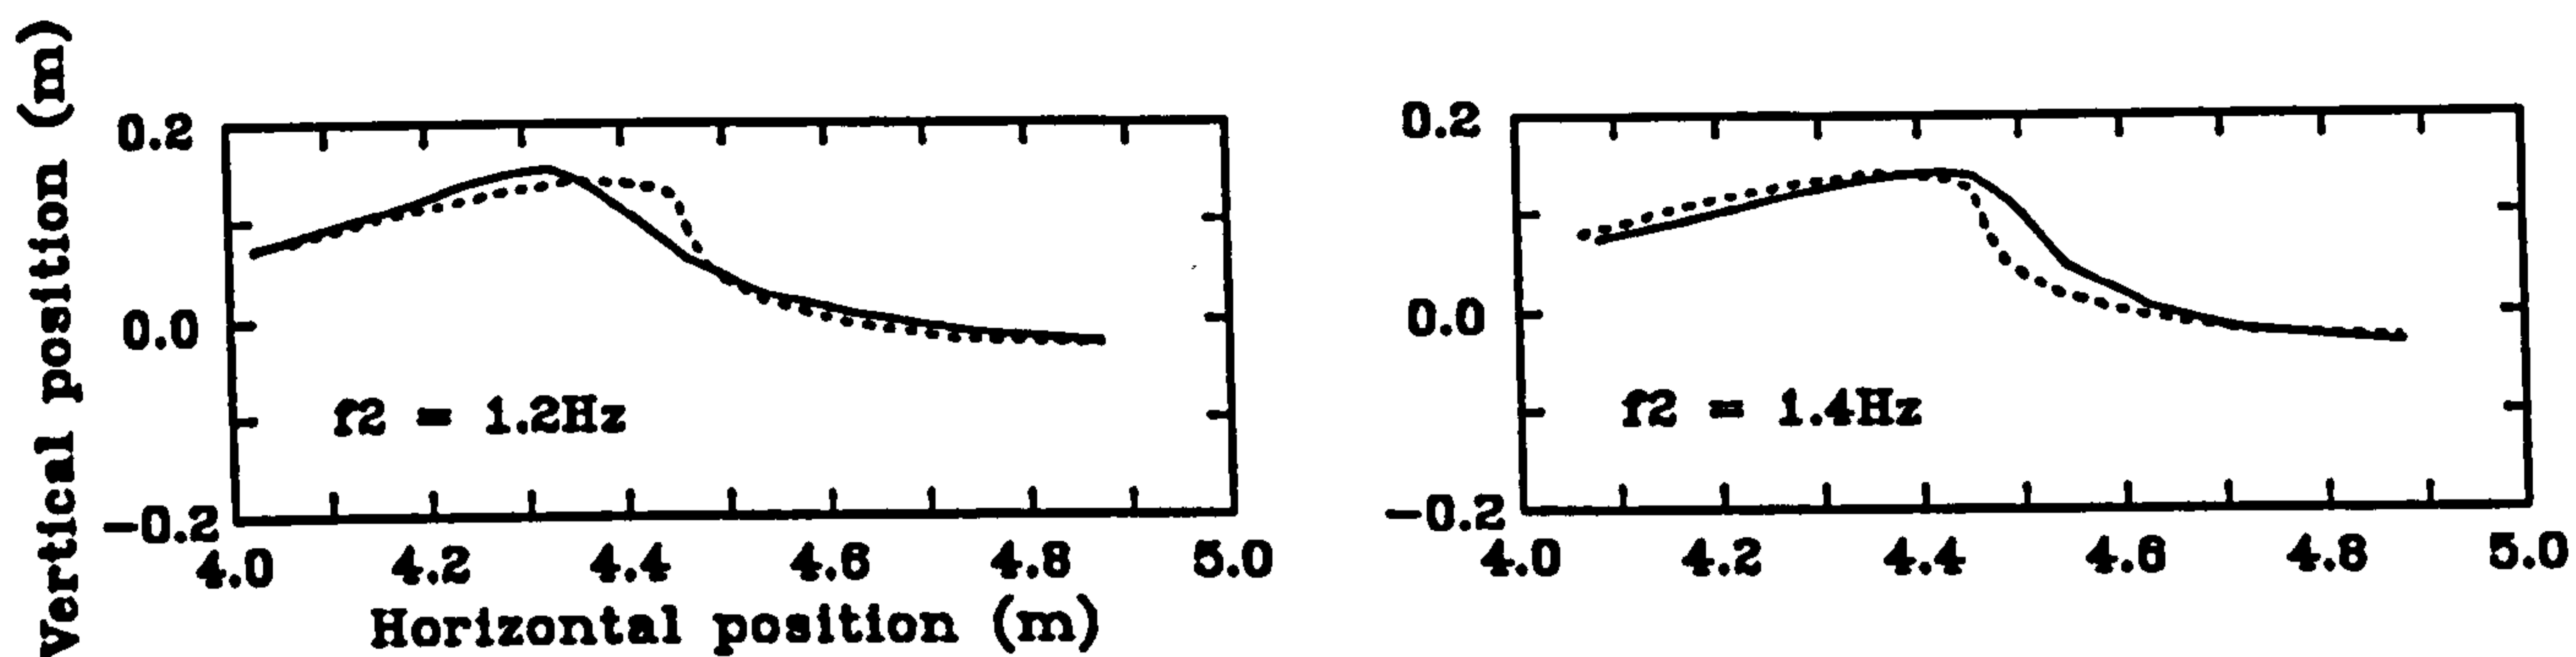 Vertical position (m)
0.2
0.0
-0.2
f2 = 1.2Hz
4.0 4.2 4.4 4.6 4.8 5.0
Horizontal position (m)
0.2
0.0
-0.2
f2 = 1.4Hz
4.0 4.2 4.4 4.6 4.8 5.0